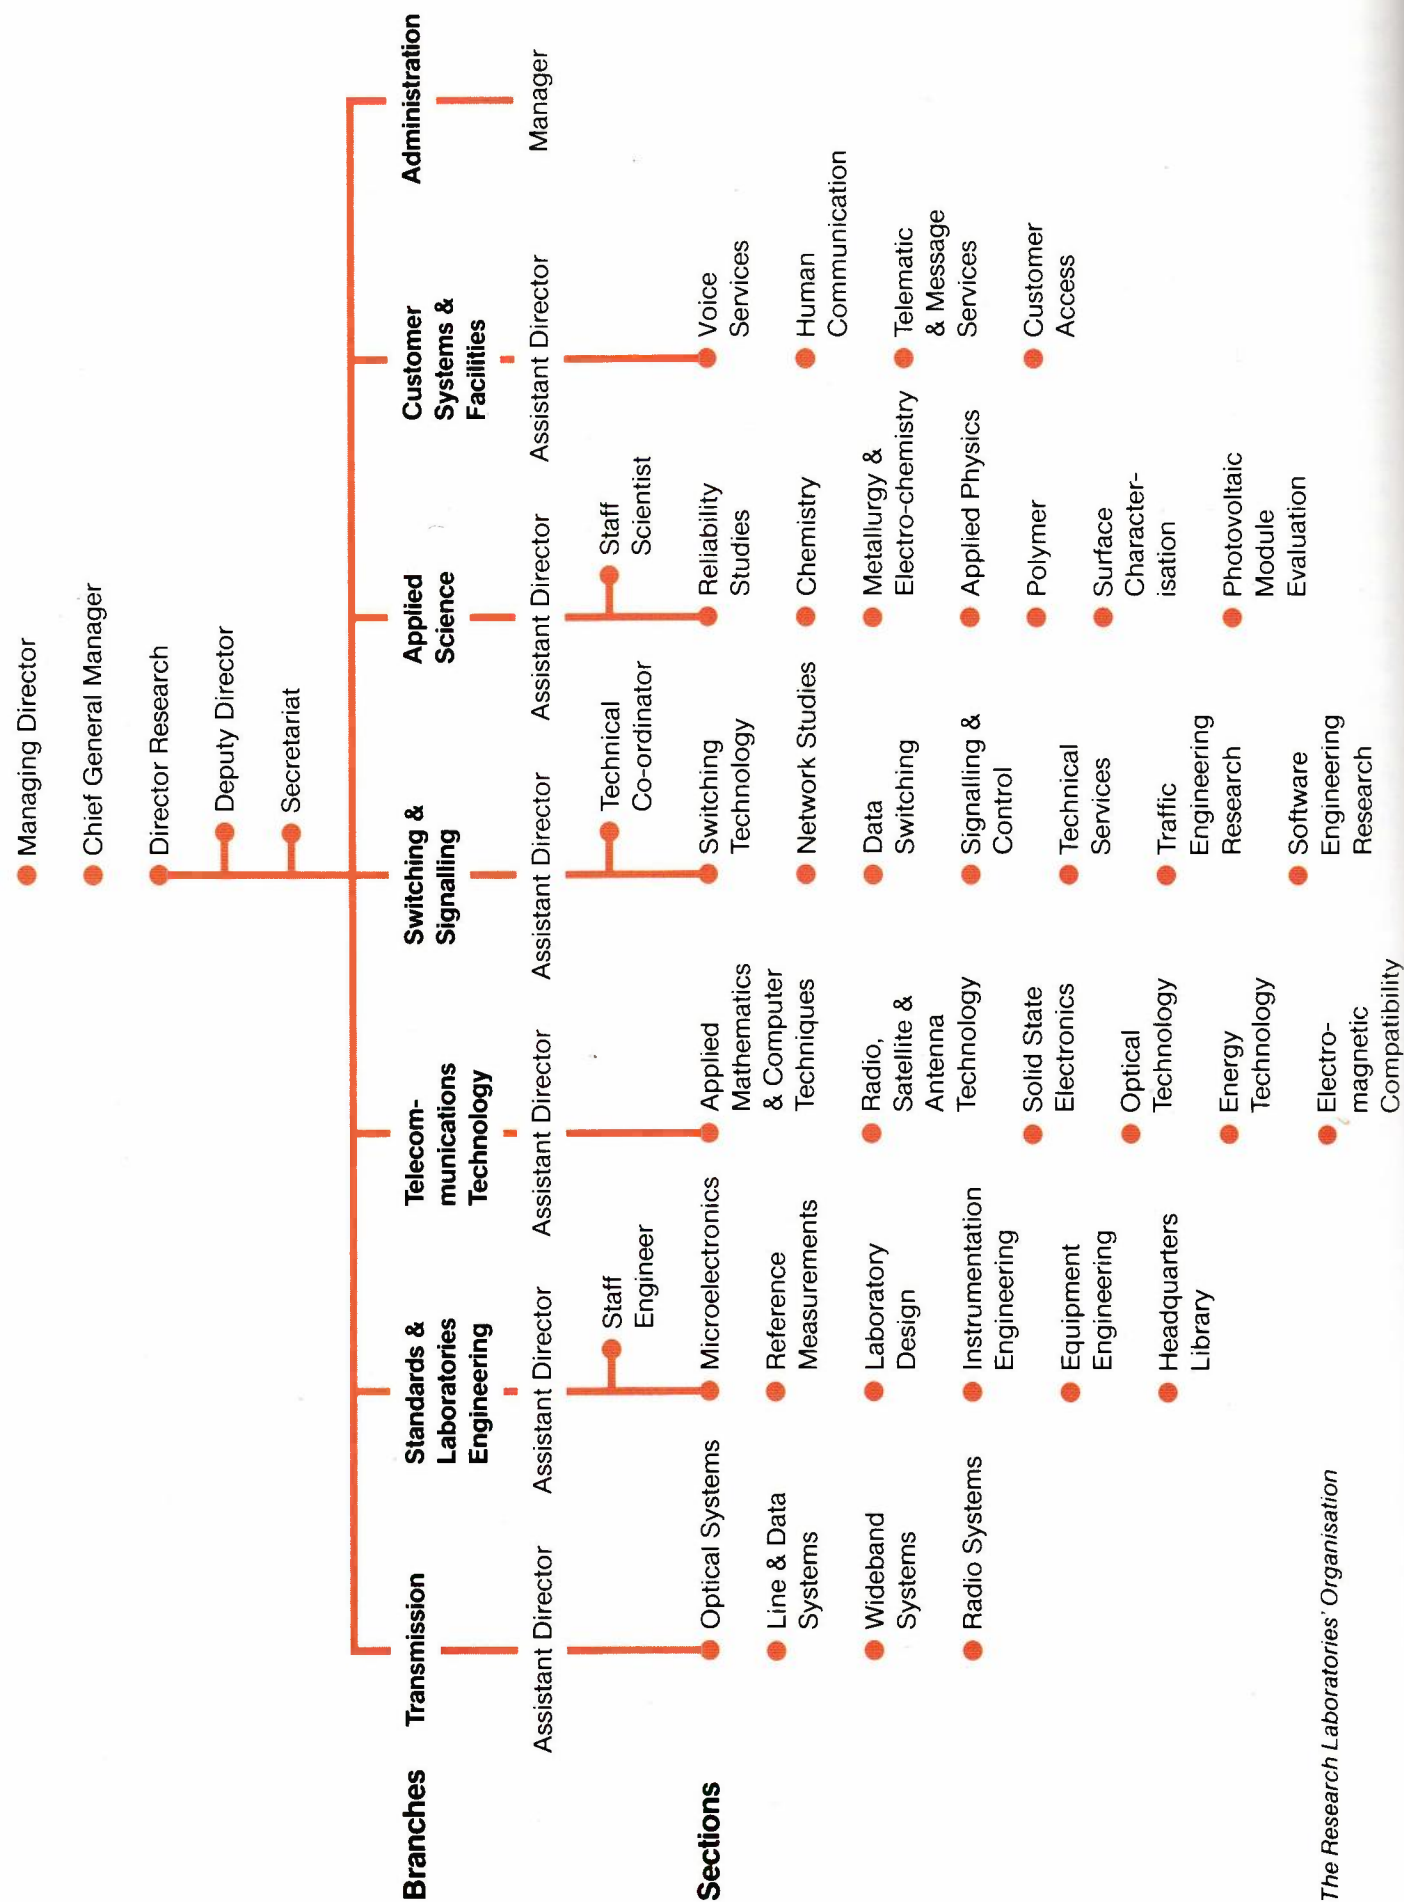 Managing Director
Chief General Manager
Director Research
Deputy Director
Secretariat
Branches
Transmission
Assistant Director
Standards &
Laboratories
Engineering
Assistant Director
Staff
Engineer
Telecom-
munications
Technology
Assistant Director
Switching &
Signalling
Assistant Director
Technical
Co-ordinator
Applied
Science
Assistant Director
Staff
Scientist
Customer
Systems &
Facilities
Assistant Director
Administration
Manager
Sections
Optical Systems
Line & Data
Systems
Wideband
Systems
Radio Systems
Microelectronics
Reference
Measurements
Laboratory
Design
Instrumentation
Engineering
Equipment
Engineering
Headquarters
Library
Applied
Mathematics
& Computer
Techniques
Radio,
Satellite &
Antenna
Technology
Solid State
Electronics
Optical
Technology
Energy
Technology
Electro-
magnetic
Compatibility
Switching
Technology
Network Studies
Data
Switching
Signalling &
Control
Technical
Services
Traffic
Engineering
Research
Software
Engineering
Research
Reliability
Studies
Chemistry
Metallurgy &
Electro-chemistry
Applied Physics
Polymer
Surface
Character-
isation
Photovoltaic
Module
Evaluation
Voice
Services
Human
Communication
Telematic
& Message
Services
Customer
Access
The Research Laboratories' Organisation